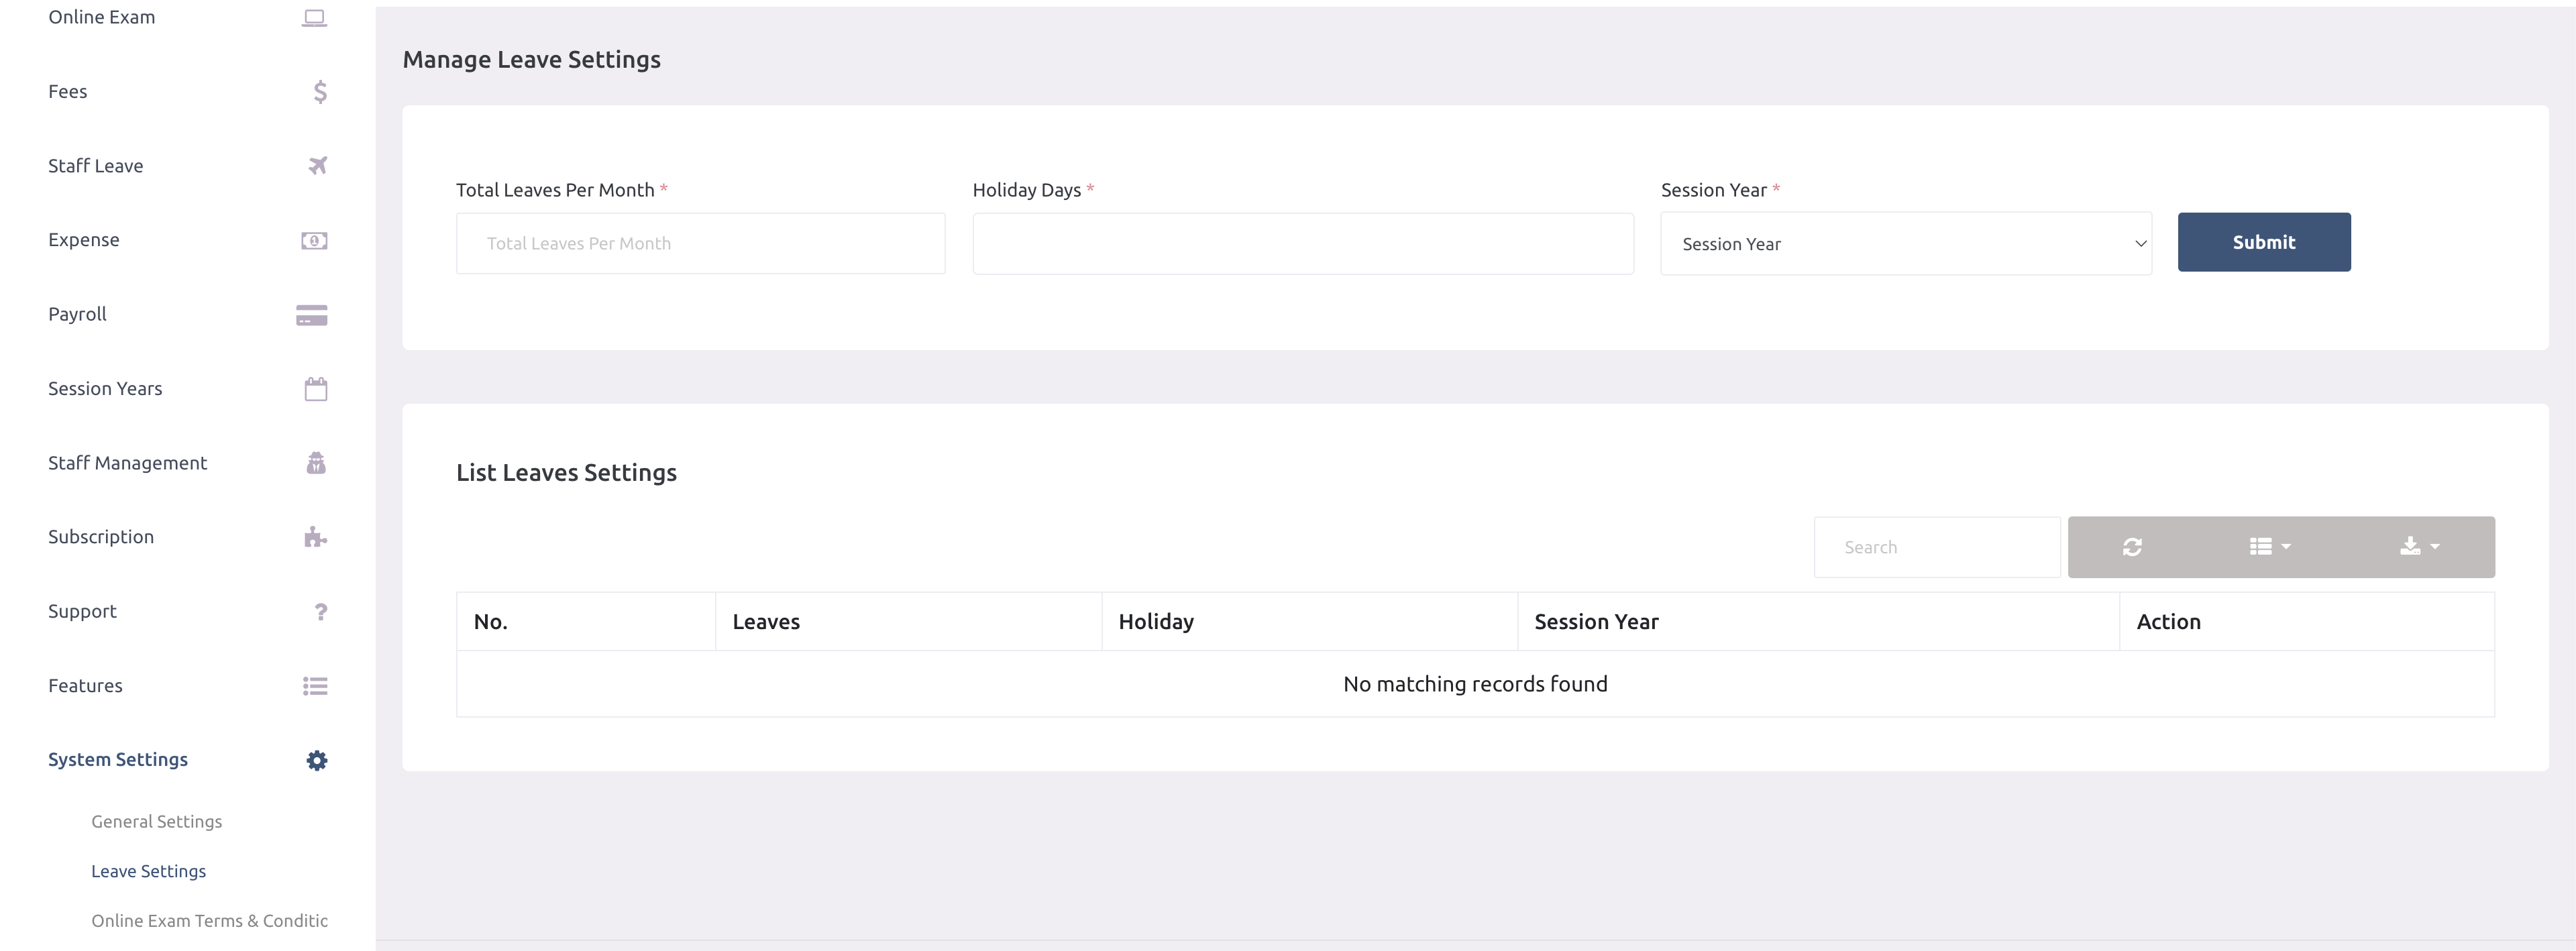 Online Exam
Fees
Staff Leave
Expense
Payroll
Session Years
Staff Management
Subscription
Support
Features
System Settings
General Settings
Leave Settings
Online Exam Terms & Conditic
Manage Leave Settings
Total Leaves Per Month *
Total Leaves Per Month
Holiday Days *
Session Year *
Session Year
Submit
List Leaves Settings
Search
No. Leaves Holiday Session Year Action
No matching records found